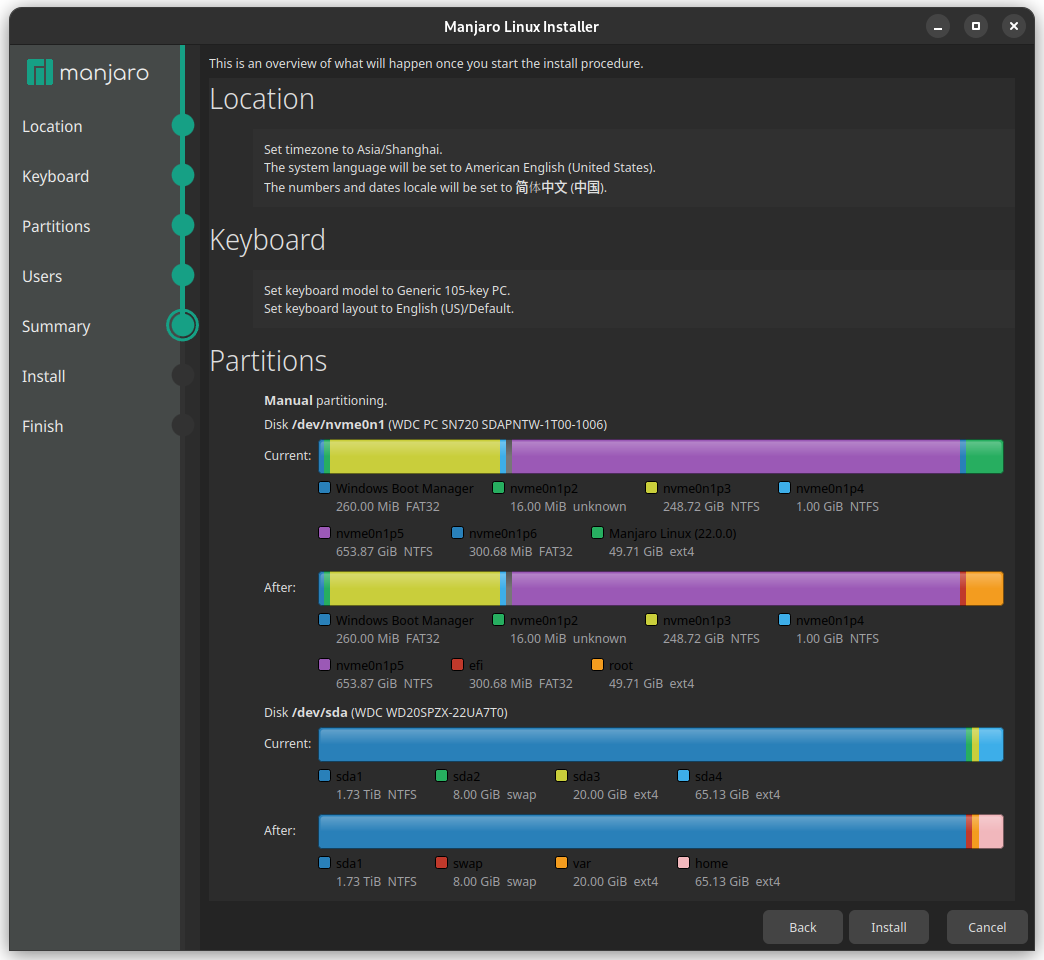 Manjaro Linux Installer
manjaro
Location
Keyboard
Partitions
Users
Summary
Install
Finish
This is an overview of what will happen once you start the install procedure.
Location
Set timezone to Asia/Shanghai.
The system language will be set to American English (United States).
The numbers and dates locale will be set to 简体中文 (中国).
Keyboard
Set keyboard model to Generic 105-key PC.
Set keyboard layout to English (US)/Default.
Partitions
Manual partitioning.
Disk /dev/nvme0n1 (WDC PC SN720 SDAPNTW-1T00-1006)
Current:
Windows Boot Manager nvme0n1p2 nvme0n1p3 nvme0n1p4
260.00 MiB FAT32 16.00 MiB unknown 248.72 GiB NTFS 1.00 GiB NTFS
nvme0n1p5 nvme0n1p6 Manjaro Linux (22.0.0)
653.87 GiB NTFS 300.68 MiB FAT32 49.71 GiB ext4
After:
Windows Boot Manager nvme0n1p2 nvme0n1p3 nvme0n1p4
260.00 MiB FAT32 16.00 MiB unknown 248.72 GiB NTFS 1.00 GiB NTFS
nvme0n1p5 efi root
653.87 GiB NTFS 300.68 MiB FAT32 49.71 GiB ext4
Disk /dev/sda (WDC WD20SPZX-22UA7T0)
Current:
sda1 sda2 sda3 sda4
1.73 TiB NTFS 8.00 GiB swap 20.00 GiB ext4 65.13 GiB ext4
After:
sda1 swap var home
1.73 TiB NTFS 8.00 GiB swap 20.00 GiB ext4 65.13 GiB ext4
Back Install Cancel